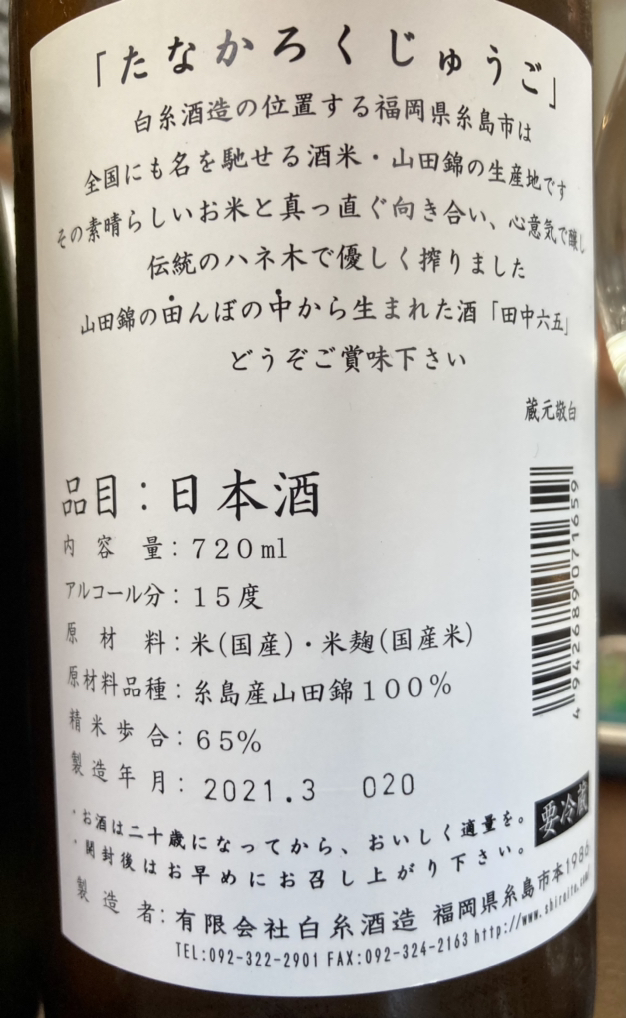 「たなかろくじゅうご」
白糸酒造の位置する福岡県糸島市は
全国にも名を馳せる酒米・山田錦の生産地です
その素晴らしいお米と真っ直ぐ向き合い、心意気で醸し
伝統のハネ木で優しく搾りました
山田錦の田んぼの中から生まれた酒「田中六五」
どうぞご賞味下さい
蔵元敬白
品目：日本酒
内容量：720ml
アルコール分：15度
原材料：米(国産)・米麹(国産米)
原材料品種：糸島産山田錦100%
精米歩合：65%
製造年月：2021.3 020
4942689071659
要冷蔵
・お酒は二十歳になってから、おいしく適量を。
・開封後はお早めにお召し上がり下さい。
製造者：有限会社白糸酒造 福岡県糸島市本1986
TEL:092-322-2901 FAX:092-324-2163 http://www.shiraito.com/